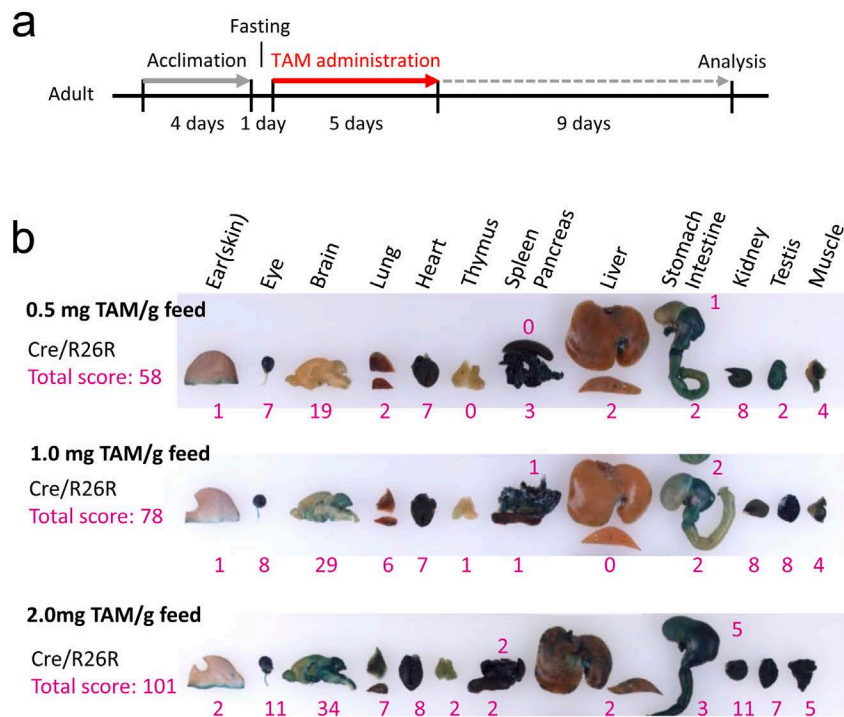 a
Fasting
Acclimation TAM administration Analysis
Adult
4 days 1 day 5 days 9 days
b
Ear(skin) Eye Brain Lung Heart Thymus Spleen Pancreas Liver Stomach Intestine Kidney Testis Muscle
0.5 mg TAM/g feed
1
0
Cre/R26R
Total score: 58
1 7 19 2 7 0 3 2 2 8 2 4
1.0 mg TAM/g feed
1 2
Cre/R26R
Total score: 78
1 8 29 6 7 1 1 0 2 8 8 4
2.0mg TAM/g feed
5
2
Cre/R26R
Total score: 101
2 11 34 7 8 2 2 2 3 11 7 5